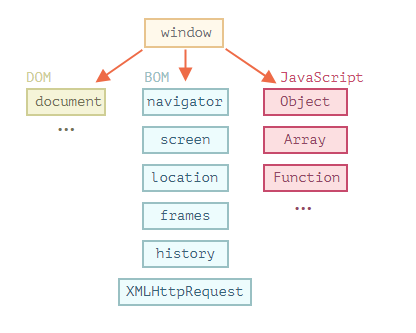 window
DOM
document
...
BOM
navigator
screen
location
frames
history
XMLHttpRequest
JavaScript
Object
Array
Function
...